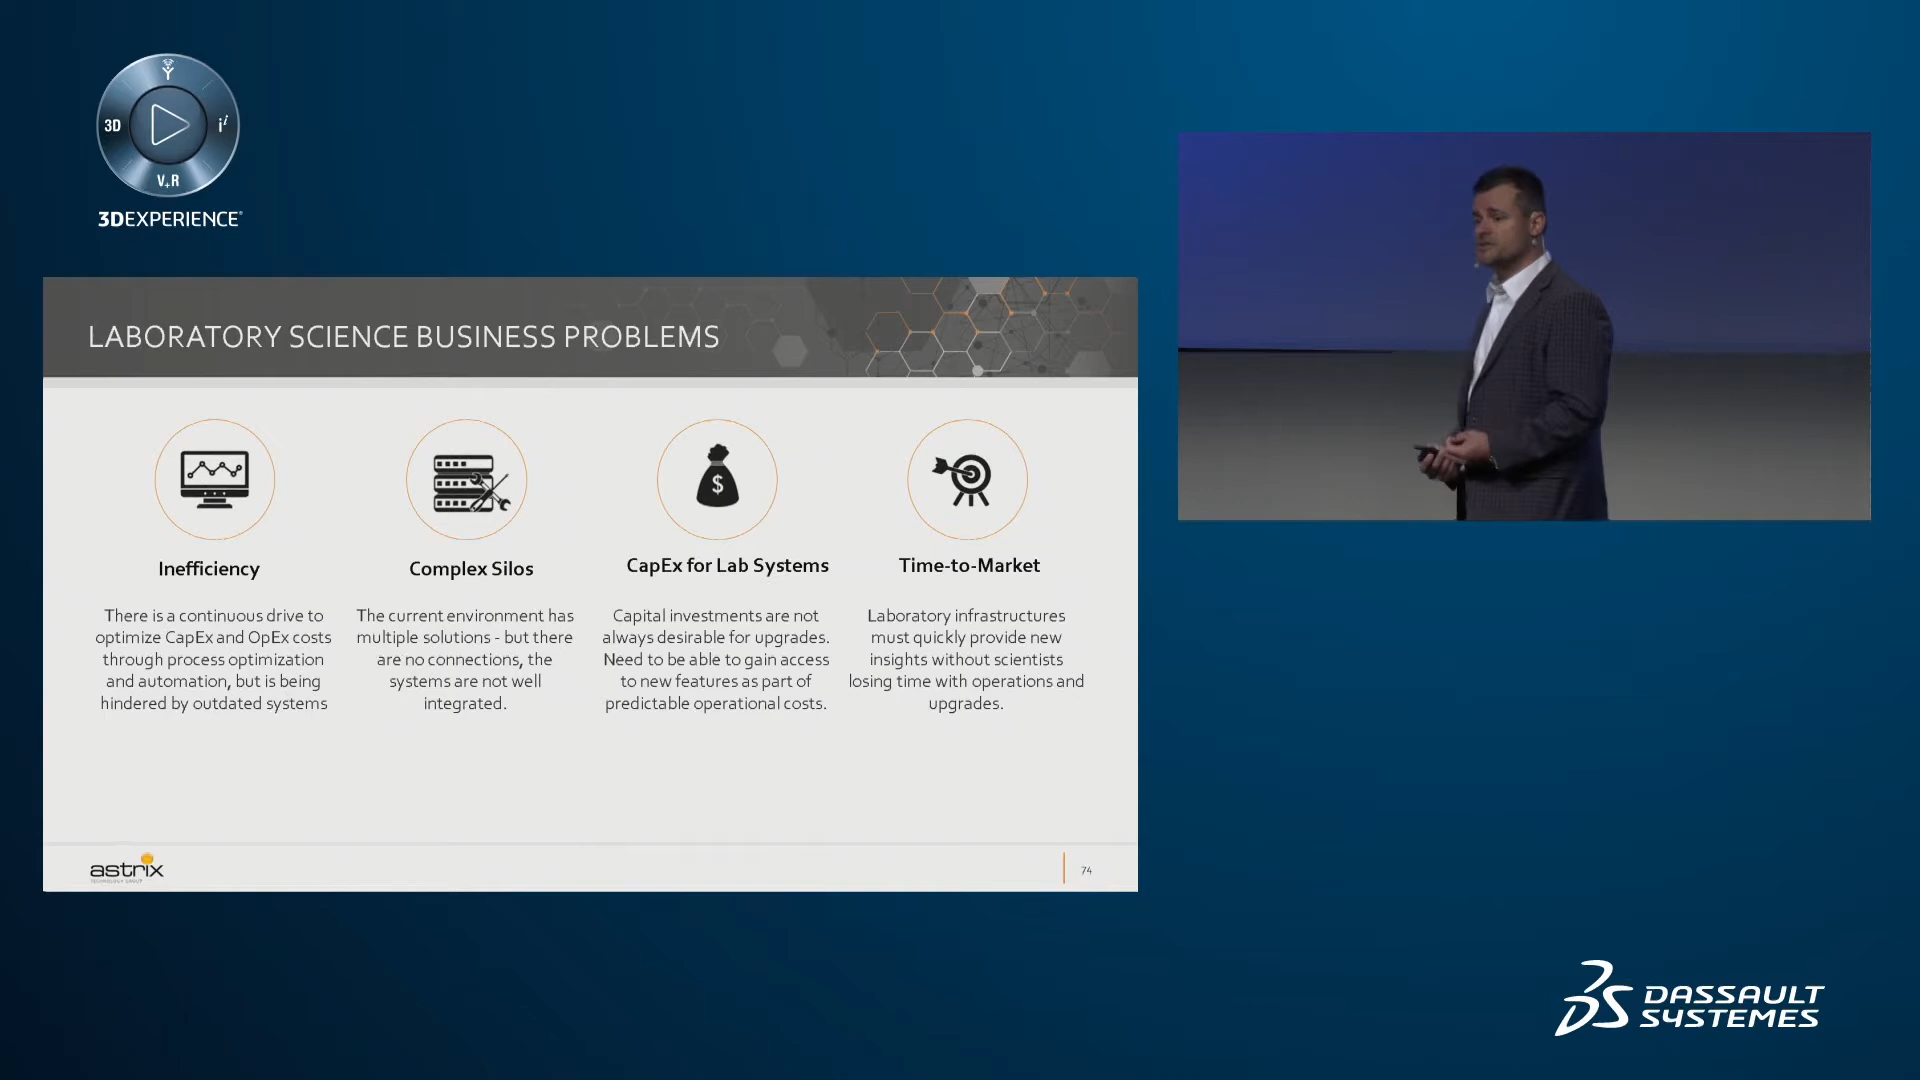 3D
i
V+R
3DEXPERIENCE®
LABORATORY SCIENCE BUSINESS PROBLEMS
$
Inefficiency
There is a continuous drive to
optimize CapEx and OpEx costs
through process optimization
and automation, but is being
hindered by outdated systems
Complex Silos
The current environment has
multiple solutions - but there
are no connections, the
systems are not well
integrated.
CapEx for Lab Systems
Capital investments are not
always desirable for upgrades.
Need to be able to gain access
to new features as part of
predictable operational costs.
Time-to-Market
Laboratory infrastructures
must quickly provide new
insights without scientists
losing time with operations and
upgrades.
astrix
TECHNOLOGY GROUP
74
DASSAULT
SYSTEMES